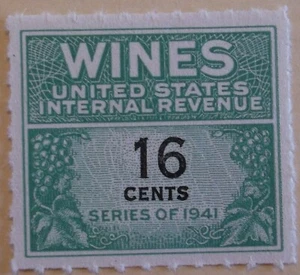 WINES
UNITED STATES
INTERNAL REVENUE
16
CENTS
SERIES OF 1941